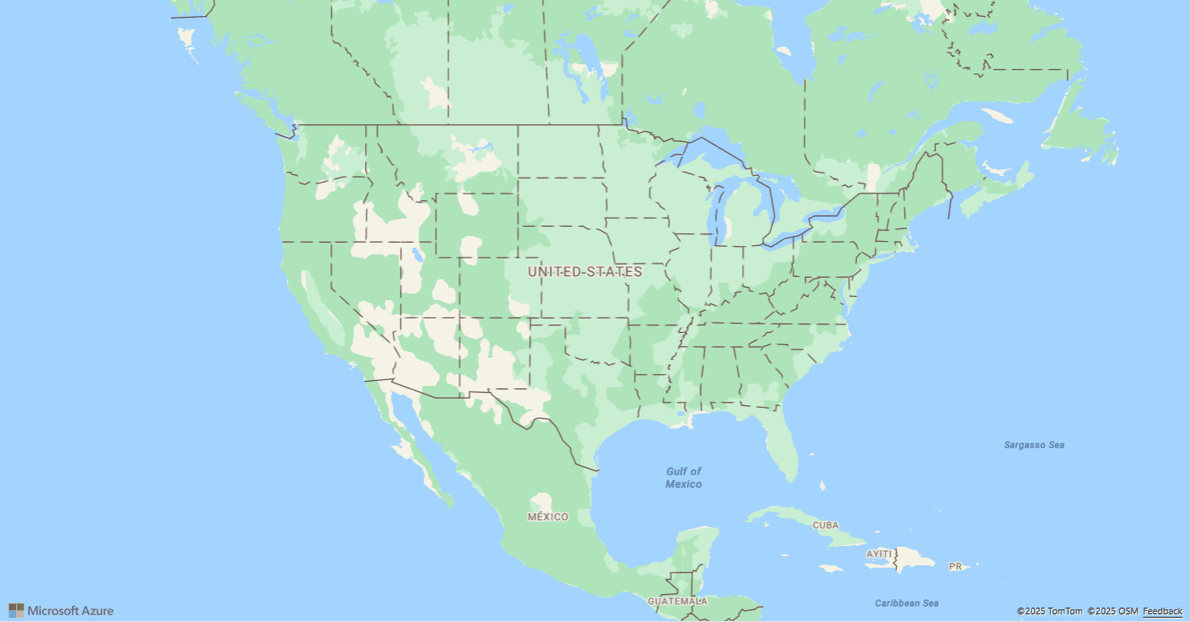 UNITED STATES
Gulf of
Mexico
Sargasso Sea
MÉXICO
CUBA
AYITI
PR
GUATEMALA
Caribbean Sea
Microsoft Azure
©2025 TomTom ©2025 OSM Feedback